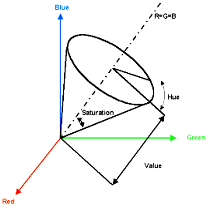 Blue
R=G=B
Hue
Saturation
Green
Value
Red